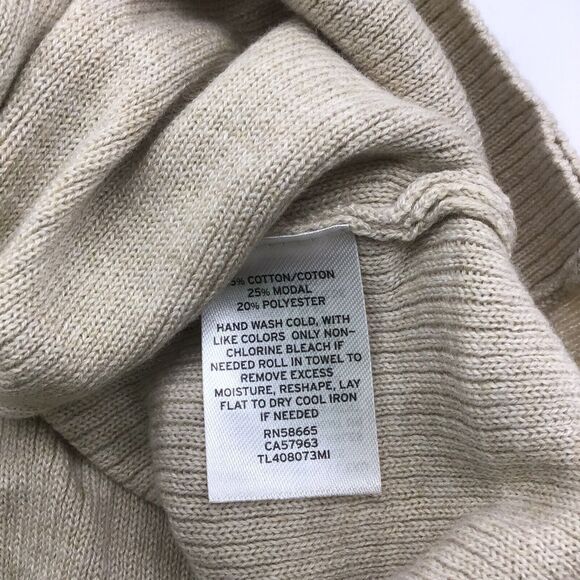 5% COTTON/COTON
25% MODAL
20% POLYESTER
HAND WASH COLD, WITH
LIKE COLORS ONLY NON-
CHLORINE BLEACH IF
NEEDED ROLL IN TOWEL TO
REMOVE EXCESS
MOISTURE, RESHAPE, LAY
FLAT TO DRY COOL IRON
IF NEEDED
RN58665
CA57963
TL408073MI